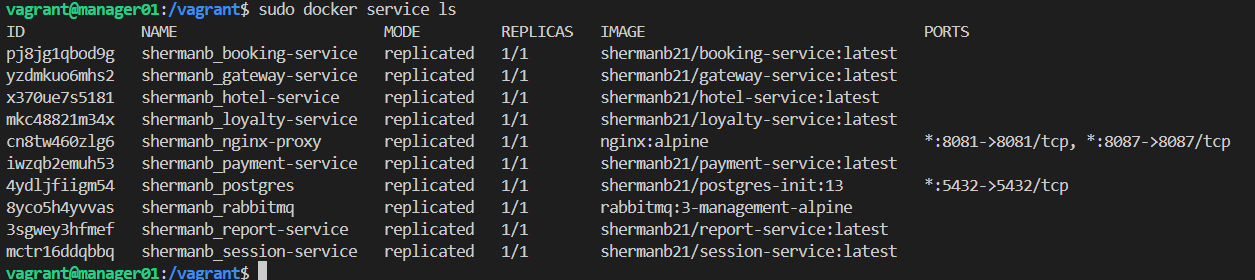 vagrant@manager01:/vagrant$ sudo docker service ls
ID NAME MODE REPLICAS IMAGE PORTS
pj8jg1qbod9g shermanb_booking-service replicated 1/1 shermanb21/booking-service:latest
yzdmkuo6mhs2 shermanb_gateway-service replicated 1/1 shermanb21/gateway-service:latest
x370ue7s5181 shermanb_hotel-service replicated 1/1 shermanb21/hotel-service:latest
mkc48821m34x shermanb_loyalty-service replicated 1/1 shermanb21/loyalty-service:latest
cn8tw460zlg6 shermanb_nginx-proxy replicated 1/1 nginx:alpine *:8081->8081/tcp, *:8087->8087/tcp
iwzqb2emuh53 shermanb_payment-service replicated 1/1 shermanb21/payment-service:latest
4ydljfiigm54 shermanb_postgres replicated 1/1 shermanb21/postgres-init:13 *:5432->5432/tcp
8yco5h4yvvas shermanb_rabbitmq replicated 1/1 rabbitmq:3-management-alpine
3sgwey3hfmef shermanb_report-service replicated 1/1 shermanb21/report-service:latest
mctr16ddqbbq shermanb_session-service replicated 1/1 shermanb21/session-service:latest
vagrant@manager01:/vagrant$